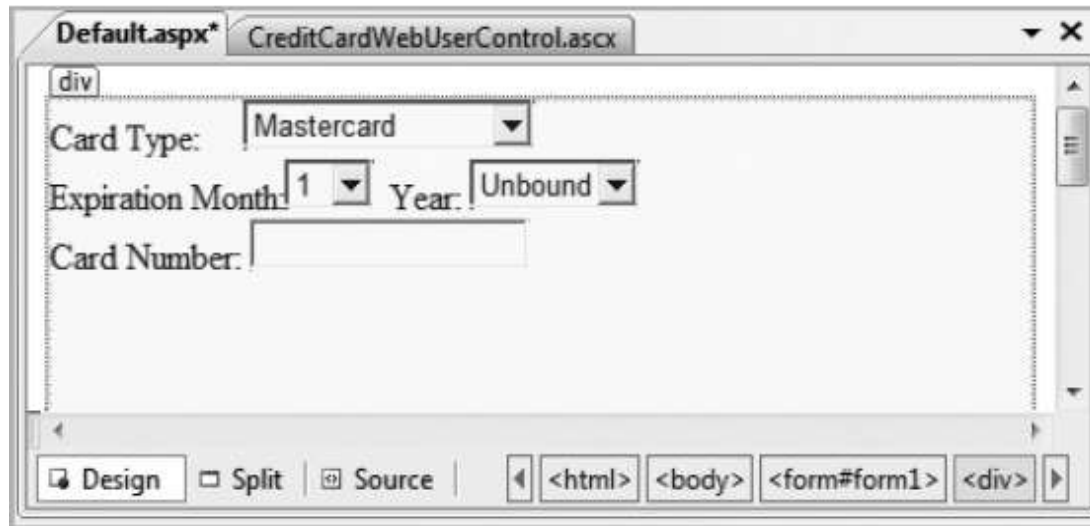 Default.aspx* CreditCardWebUserControl.ascx
div
Card Type: Mastercard
Expiration Month: 1 Year: Unbound
Card Number:
Design Split Source <html> <body> <form#form1> <div>